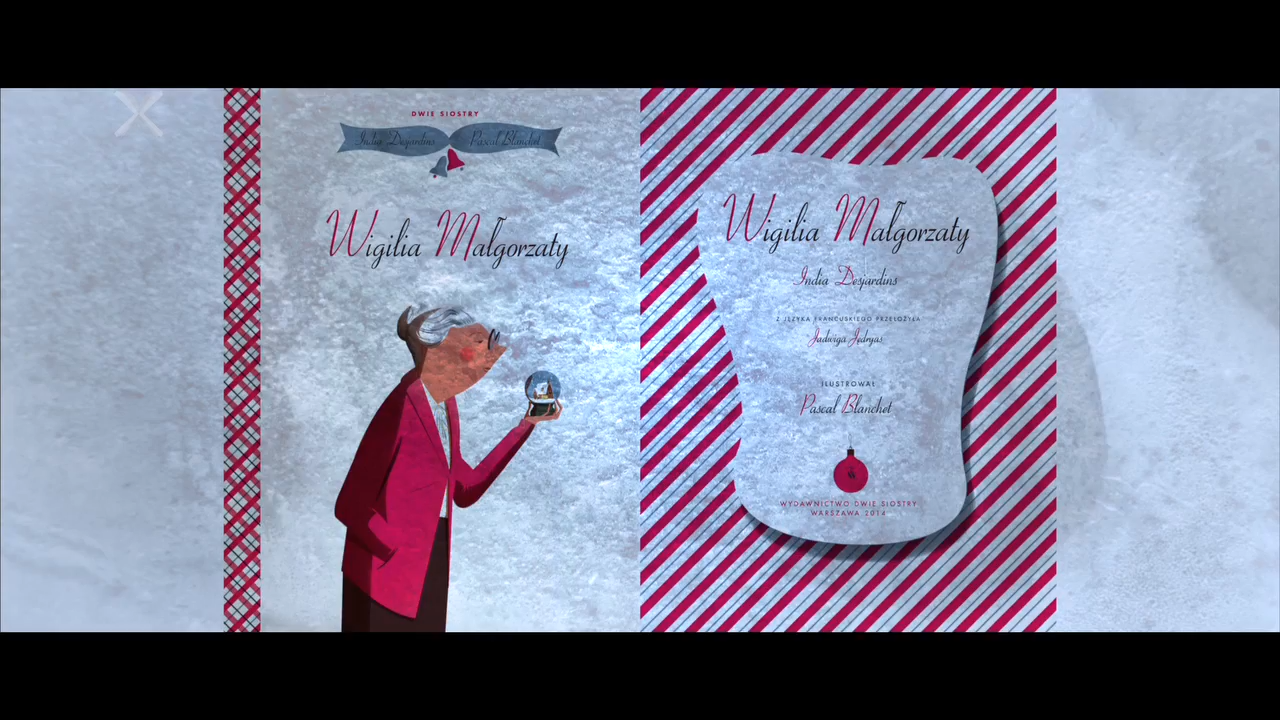 DWIE SIOSTRY
India Desjardins Pascal Blanchet
Wigilia Małgorzaty
Wigilia Małgorzaty
India Desjardins
Z JĘZYKA FRANCUSKIEGO PRZEŁOŻYŁA
Jadwiga Jędryas
ILUSTROWAŁ
Pascal Blanchet
WYDAWNICTWO DWIE SIOSTRY
WARSZAWA 2014